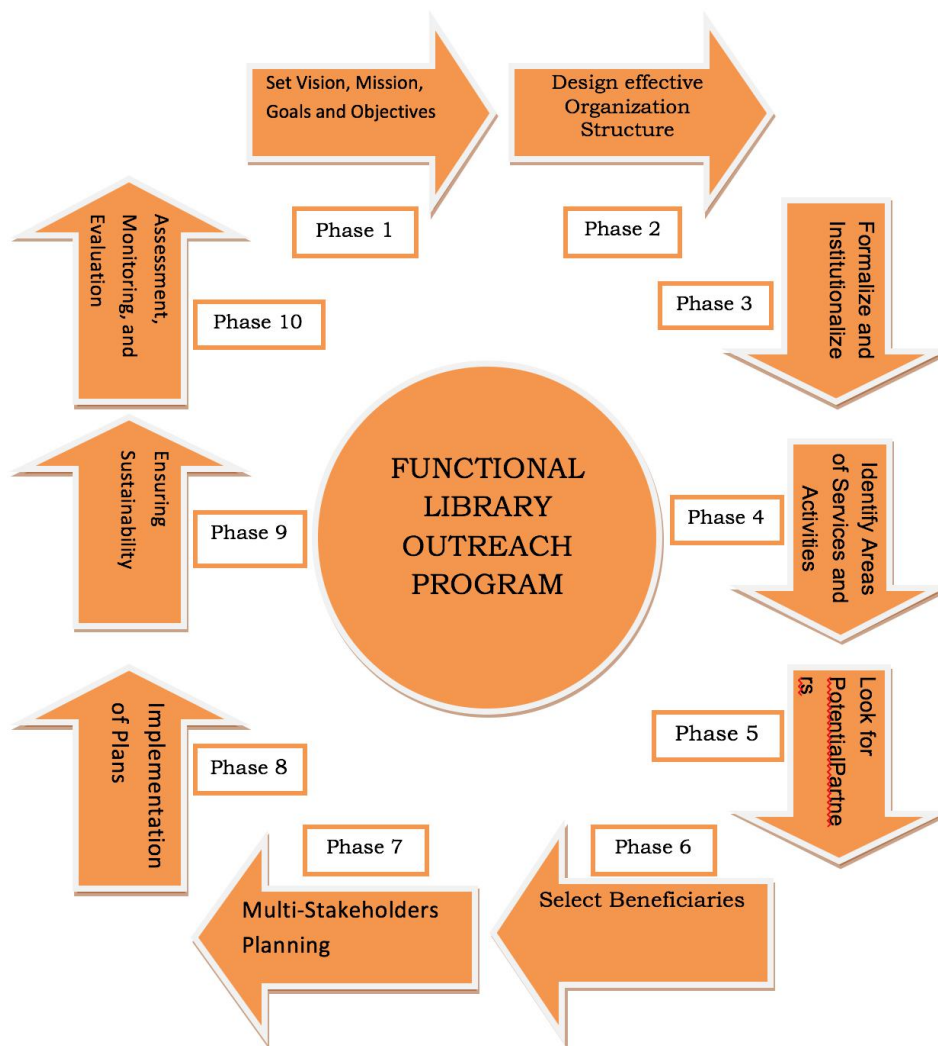 Set Vision, Mission,
Goals and Objectives
Phase 1
Design effective
Organization
Structure
Phase 2
Formalize and
Institutionalize
Phase 3
Identify Areas
of Services and
Activities
Phase 4
Look for
PotentialPartne
rs
Phase 5
Select Beneficiaries
Phase 6
Multi-Stakeholders
Planning
Phase 7
Implementation
of Plans
Phase 8
Ensuring
Sustainability
Phase 9
Assessment,
Monitoring, and
Evaluation
Phase 10
FUNCTIONAL
LIBRARY
OUTREACH
PROGRAM